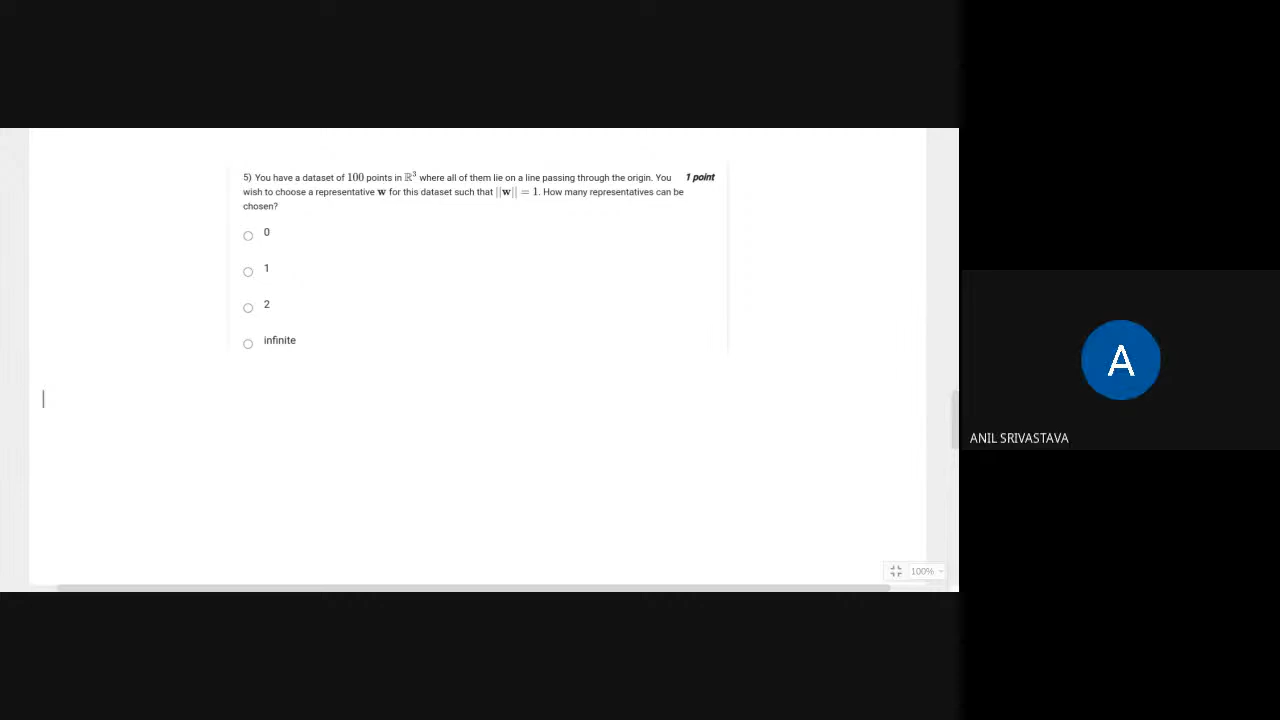 5) You have a dataset of 100 points in ℝ³ where all of them lie on a line passing through the origin. You 1 point
wish to choose a representative w for this dataset such that ||w|| = 1. How many representatives can be
chosen?
0
1
2
infinite
100%
A
ANIL SRIVASTAVA